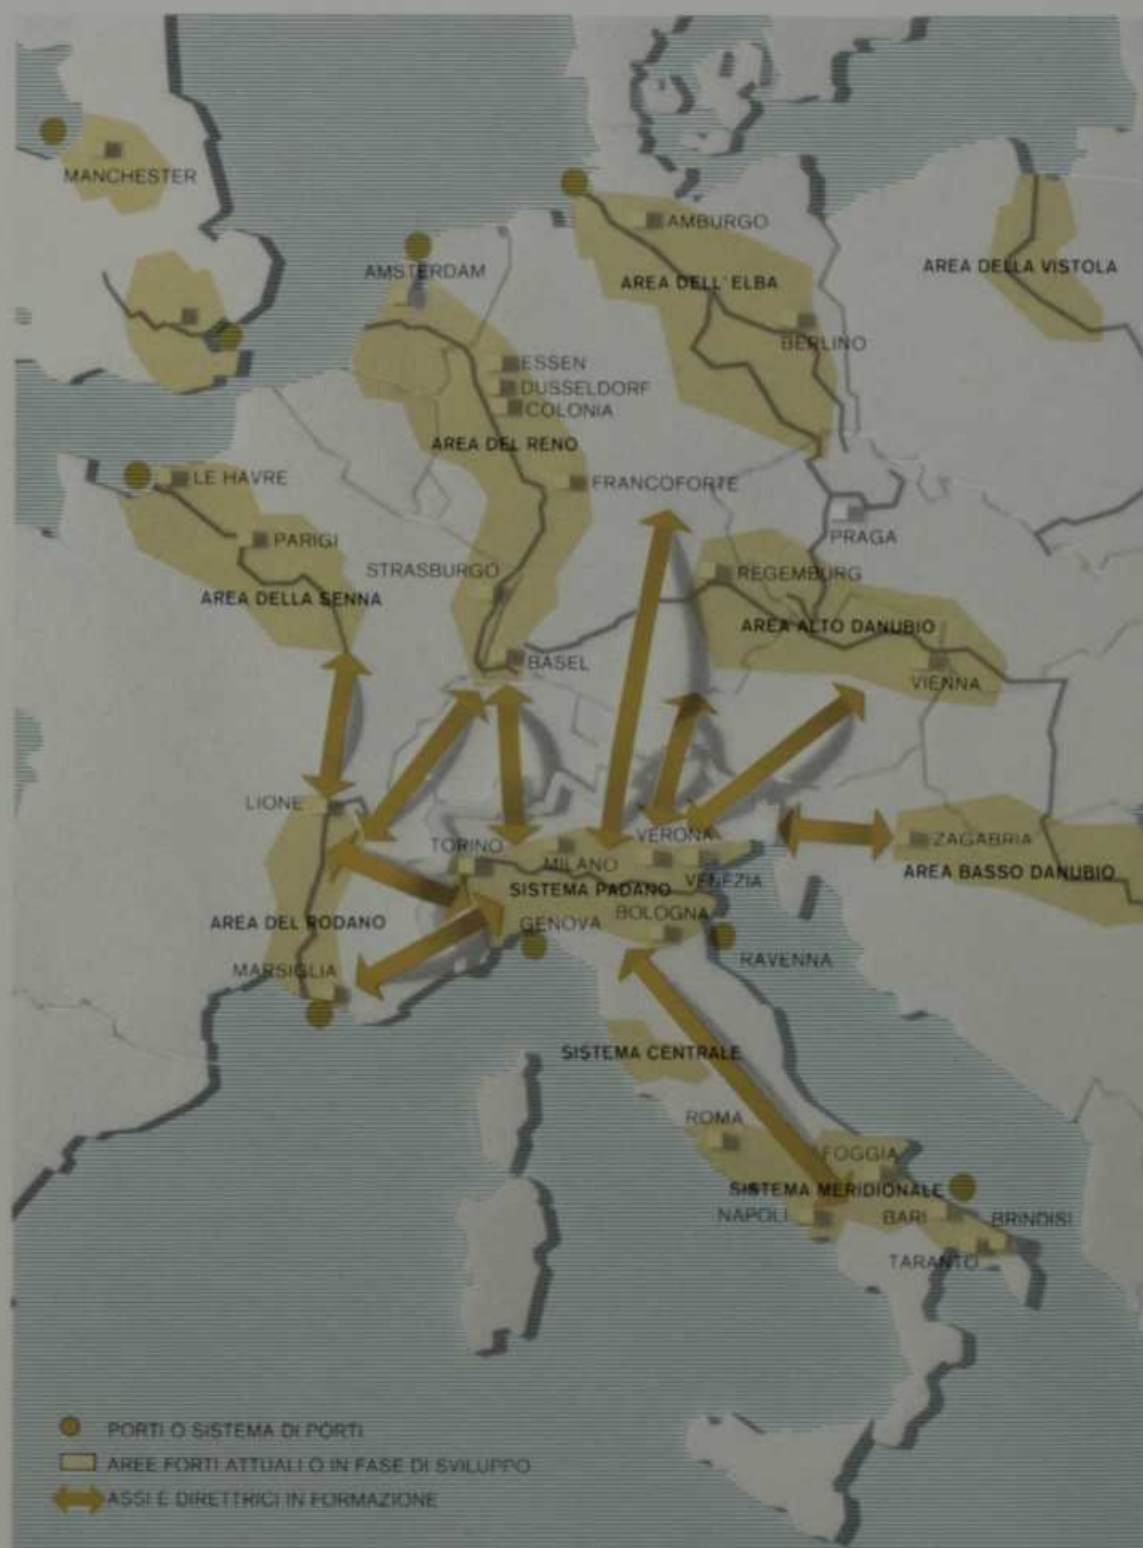 MANCHESTER
AMBURGO
AMSTERDAM
AREA DELL'ELBA
AREA DELLA VISTOLA
BERLINO
ESSEN
DUSSELDORF
COLONIA
AREA DEL RENO
LE HAVRE
FRANCOFORTE
PRAGA
PARIGI
STRASBURGO
REGEMBURG
AREA DELLA SENNA
AREA ALTO DANUBIO
BASEL
VIENNA
LIONE
TORINO
VERONA
ZAGABRIA
MILANO
VENEZIA
AREA BASSO DANUBIO
SISTEMA PADANO
AREA DEL RODANO
GENOVA
BOLOGNA
RAVENNA
MARSIGLIA
SISTEMA CENTRALE
ROMA
FOGGIA
SISTEMA MERIDIONALE
NAPOLI
BARI
BRINDISI
TARANTO
PORTI O SISTEMA DI PORTI
AREE FORTI ATTUALI O IN FASE DI SVILUPPO
ASSI E DIRETTRICI IN FORMAZIONE